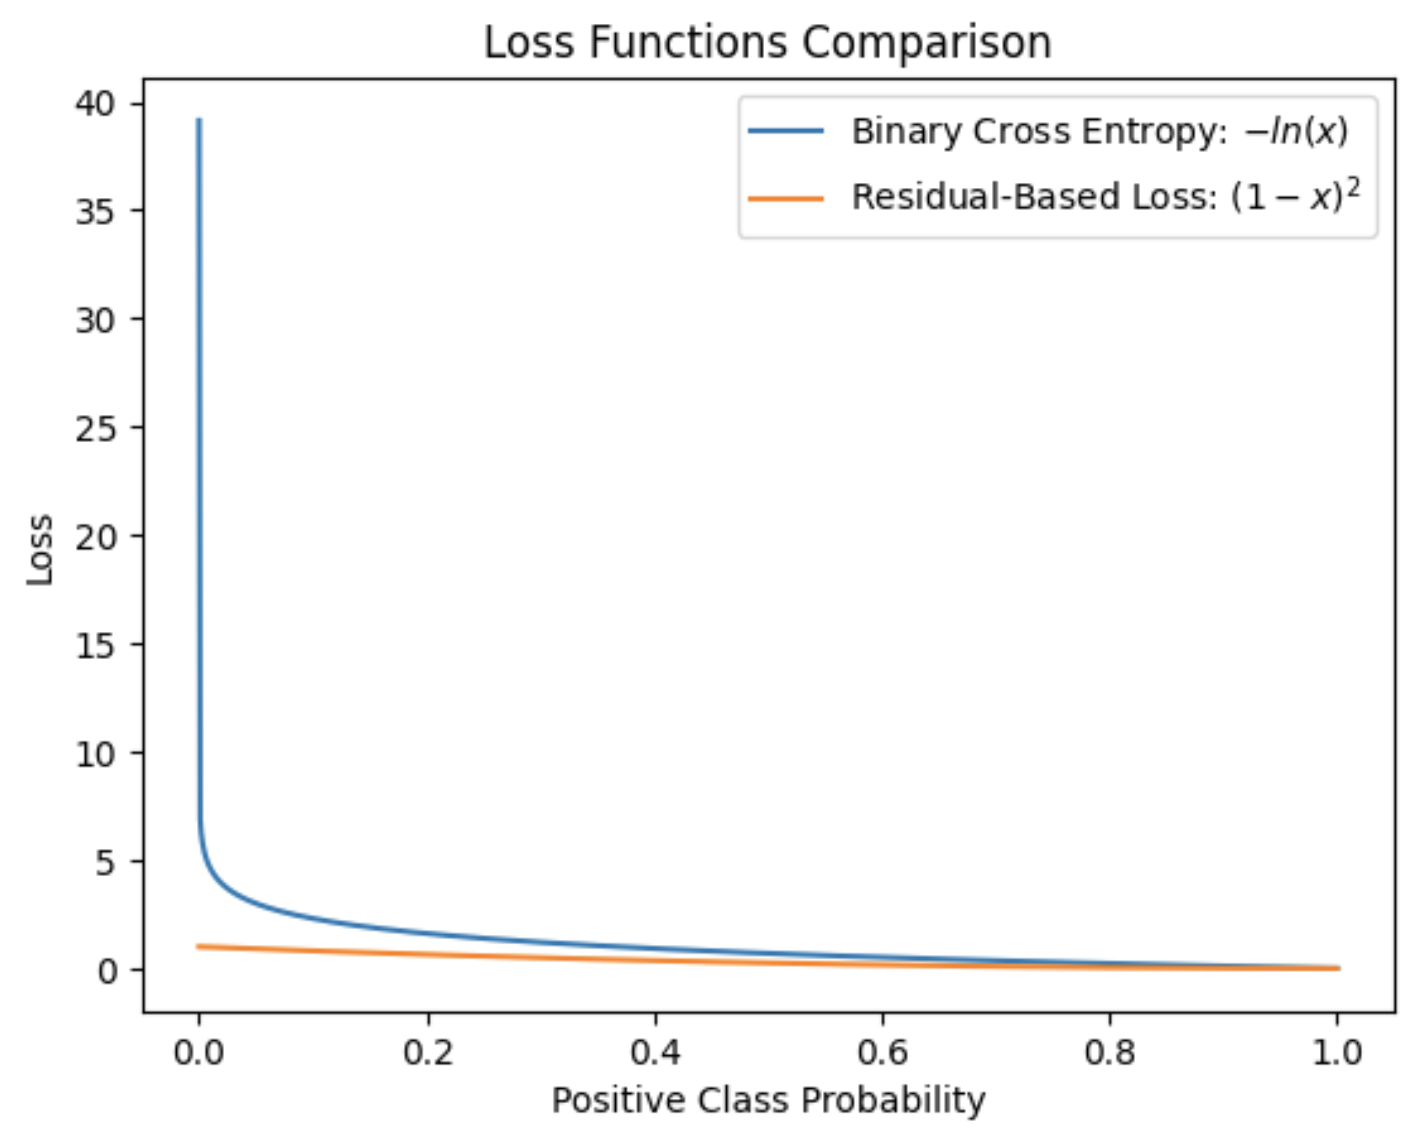 Loss Functions Comparison
Binary Cross Entropy: −ln(x)
Residual-Based Loss: (1 − x)²
40
35
30
25
20
15
10
5
0
Loss
0.0 0.2 0.4 0.6 0.8 1.0
Positive Class Probability